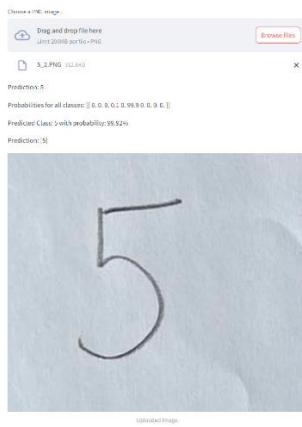 Choose a PNG image...
Drag and drop file here
Limit 200MB per file • PNG
Browse files
5_2.PNG
Prediction: 5
Probabilities for all classes: [[ 0. 0. 0. 0.1 0. 99.9 0. 0. 0. 0. ]]
Predicted Class: 5 with probability: 99.92%
Prediction: [5]
5
Uploaded Image.